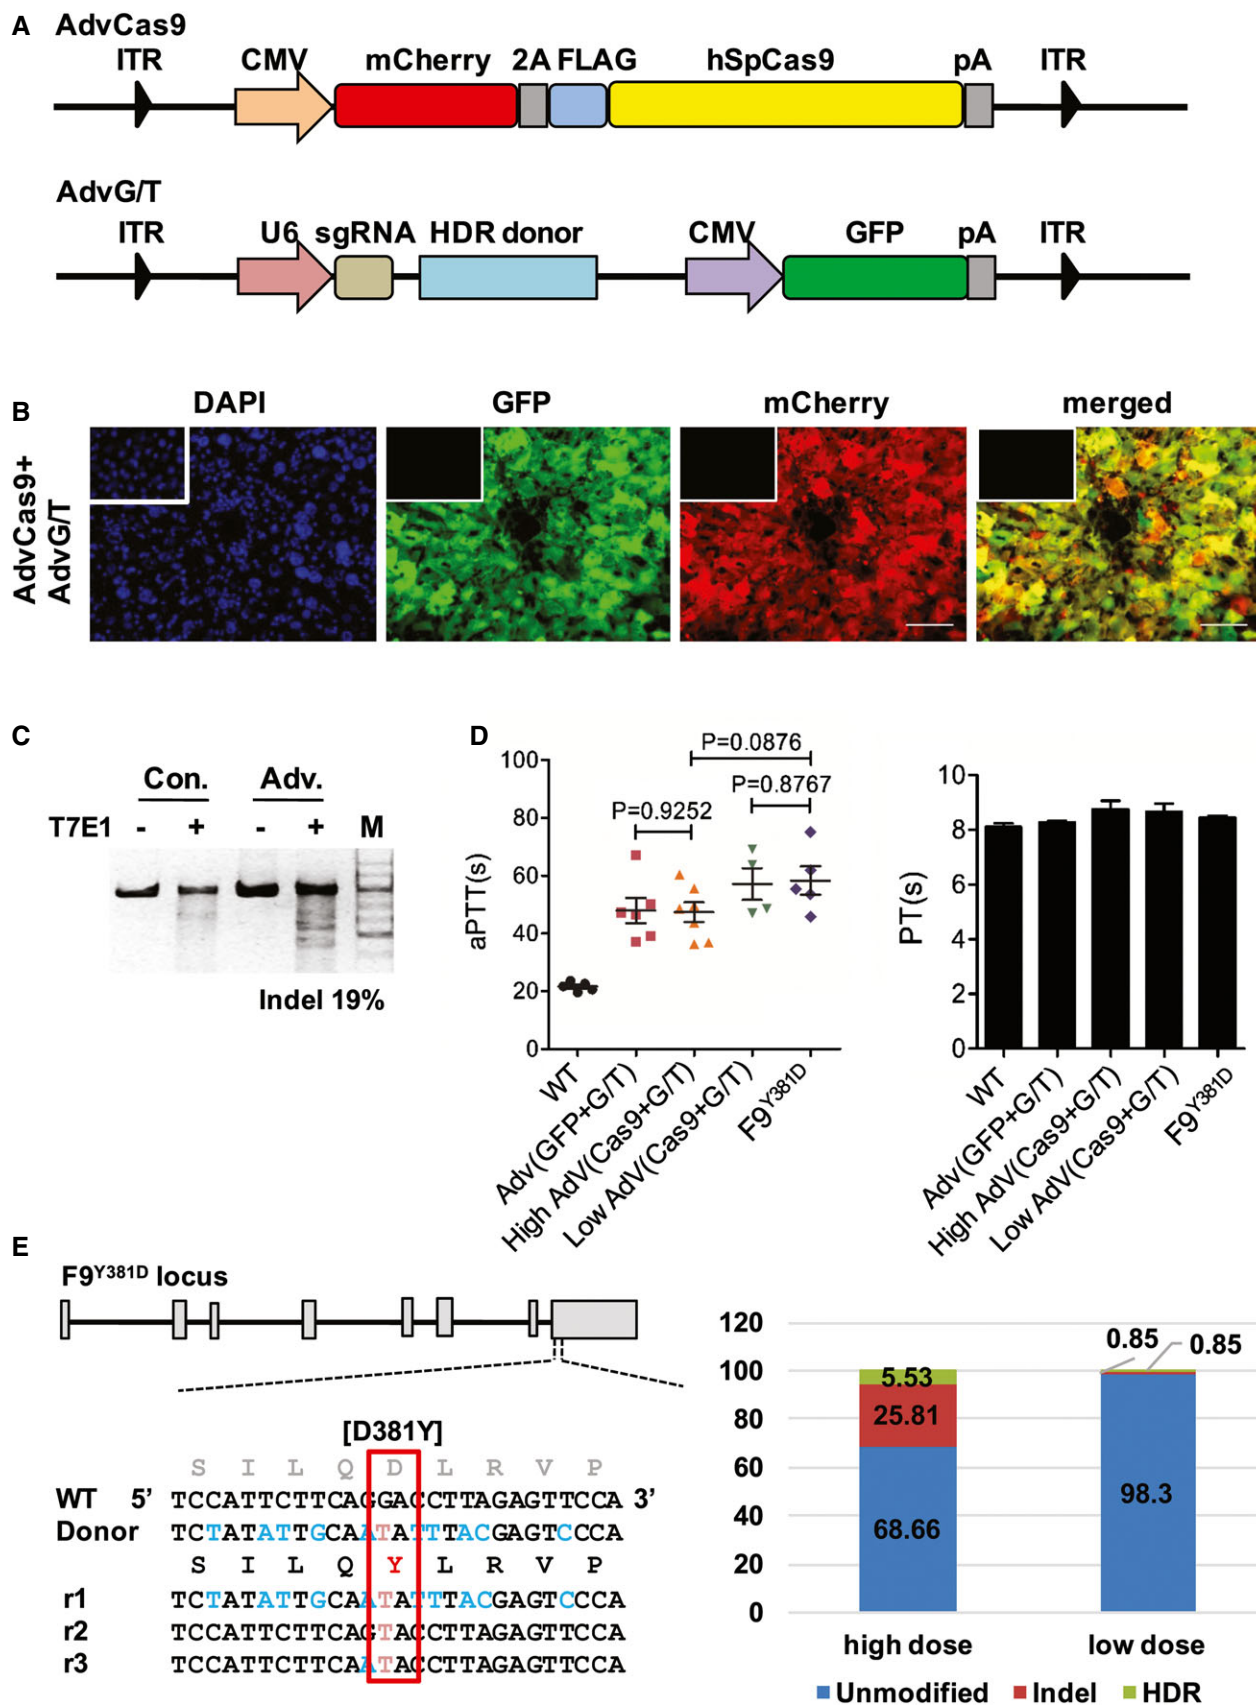 A AdvCas9
ITR CMV mCherry 2A FLAG hSpCas9 pA ITR
AdvG/T
ITR U6 sgRNA HDR donor CMV GFP pA ITR
B
DAPI GFP mCherry merged
AdvCas9+
AdvG/T
C
Con. Adv.
T7E1 - + - + M
Indel 19%
D
P=0.0876
P=0.8767
P=0.9252
aPTT(s)
100
80
60
40
20
0
WT
Adv(GFP+G/T)
High AdV(Cas9+G/T)
Low AdV(Cas9+G/T)
F9Y381D
PT(s)
10
8
6
4
2
0
WT
Adv(GFP+G/T)
High AdV(Cas9+G/T)
Low AdV(Cas9+G/T)
F9Y381D
E
F9Y381D locus
[D381Y]
S I L Q D L R V P
WT 5’ TCCATTCTTCAGGACCTTAGAGTTCCA 3’
Donor TCTATATTGCAATATTTACGAGTCCCA
S I L Q Y L R V P
r1 TCTATATTGCAATATTTACGAGTCCCA
r2 TCCATTCTTCAGTACCTTAGAGTTCCA
r3 TCCATTCTTCAATACCTTAGAGTTCCA
120
100
80
60
40
20
0
5.53
25.81
68.66
0.85
0.85
98.3
high dose
low dose
Unmodified Indel HDR